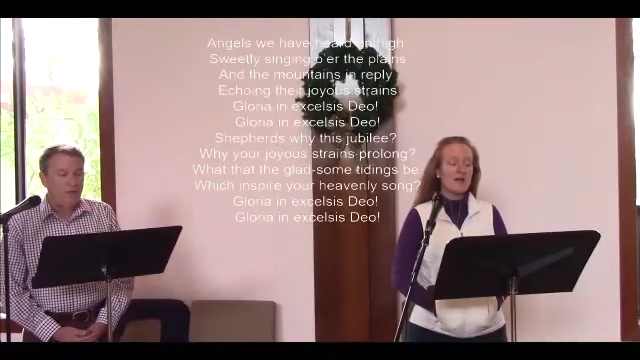 Angels we have heard on high
Sweetly singing o'er the plains
And the mountains in reply
Echoing their joyous strains
Gloria in excelsis Deo!
Gloria in excelsis Deo!
Shepherds why this jubilee?
Why your joyous strains prolong?
What that the glad-some tidings be
Which inspire your heavenly song?
Gloria in excelsis Deo!
Gloria in excelsis Deo!